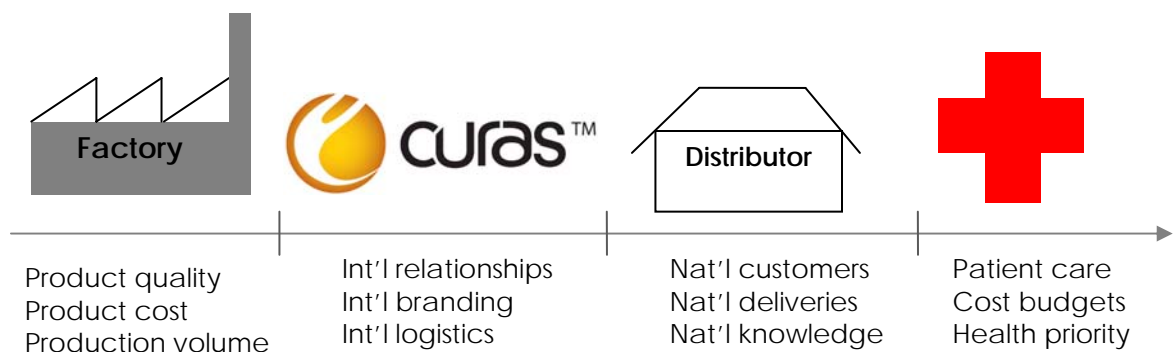 Factory
curas™
Distributor
Product quality
Product cost
Production volume
Int'l relationships
Int'l branding
Int'l logistics
Nat'l customers
Nat'l deliveries
Nat'l knowledge
Patient care
Cost budgets
Health priority